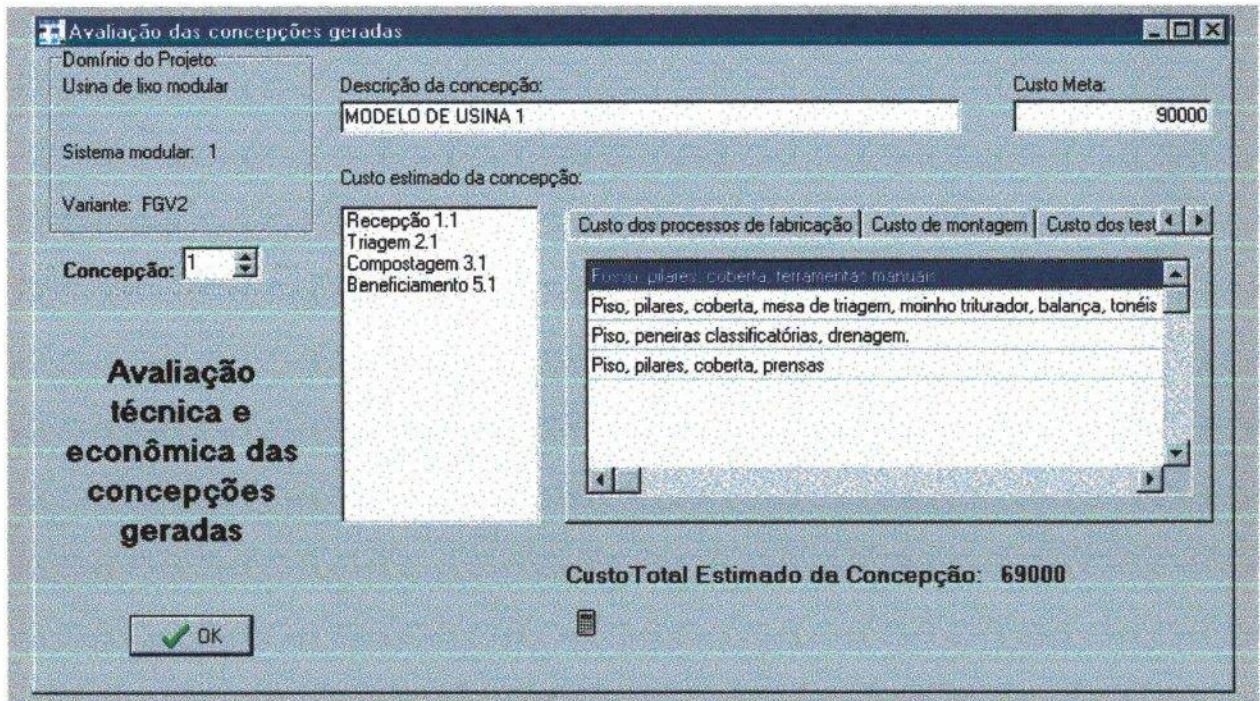 Avaliação das concepções geradas
Domínio do Projeto:
Usina de lixo modular
Sistema modular: 1
Variante: FGV2
Concepção: 1
Avaliação
técnica e
econômica das
concepções
geradas
OK
Descrição da concepção:
MODELO DE USINA 1
Custo Meta:
90000
Custo estimado da concepção:
Recepção 1.1
Triagem 2.1
Compostagem 3.1
Beneficiamento 5.1
Custo dos processos de fabricação
Custo de montagem
Custo dos test
Fosso, pilares, coberta, ferramentas manuais
Piso, pilares, coberta, mesa de triagem, moinho triturador, balança, tonéis
Piso, peneiras classificatórias, drenagem.
Piso, pilares, coberta, prensas
CustoTotal Estimado da Concepção: 69000